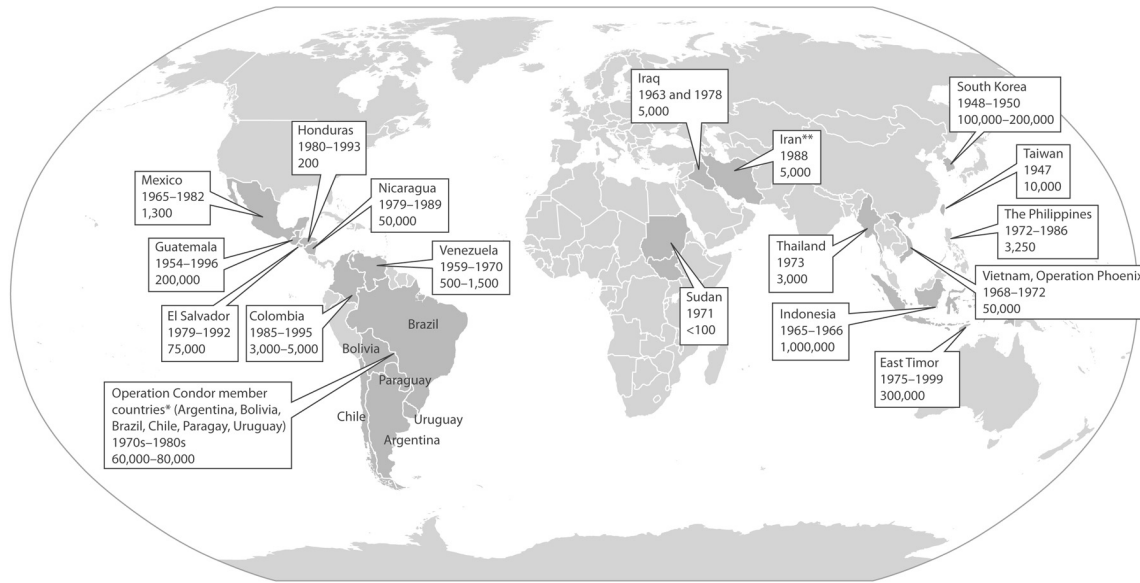 Iraq
1963 and 1978
5,000
South Korea
1948–1950
100,000–200,000
Honduras
1980–1993
200
Iran**
1988
5,000
Taiwan
1947
10,000
Mexico
1965–1982
1,300
Nicaragua
1979–1989
50,000
The Philippines
1972–1986
3,250
Guatemala
1954–1996
200,000
Venezuela
1959–1970
500–1,500
Thailand
1973
3,000
Vietnam, Operation Phoenix
1968–1972
50,000
El Salvador
1979–1992
75,000
Colombia
1985–1995
3,000–5,000
Sudan
1971
<100
Indonesia
1965–1966
1,000,000
East Timor
1975–1999
300,000
Brazil
Bolivia
Paraguay
Chile
Uruguay
Argentina
Operation Condor member
countries* (Argentina, Bolivia,
Brazil, Chile, Paragay, Uruguay)
1970s–1980s
60,000–80,000